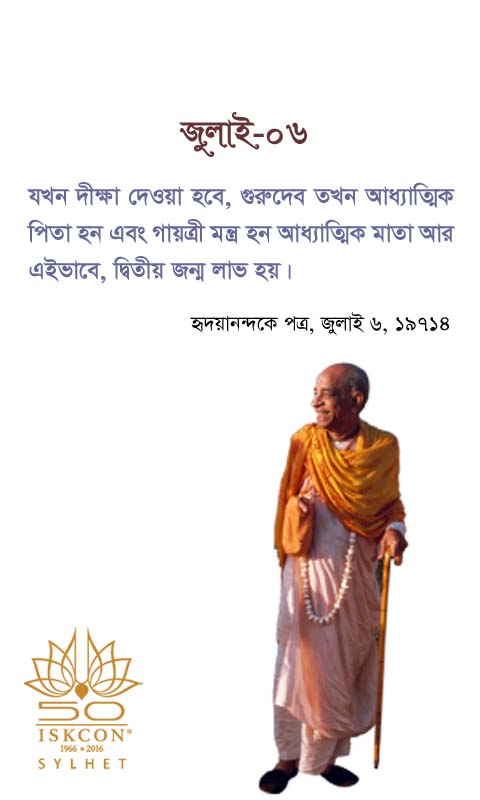 জুলাই-০৬
যখন দীক্ষা দেওয়া হবে, গুরুদেব তখন আধ্যাত্মিক
পিতা হন এবং গায়ত্রী মন্ত্র হন আধ্যাত্মিক মাতা আর
এইভাবে, দ্বিতীয় জন্ম লাভ হয়।
হৃদয়ানন্দকে পত্র, জুলাই ৬, ১৯৭১৪
50
ISKCON®
1966 • 2016
SYLHET